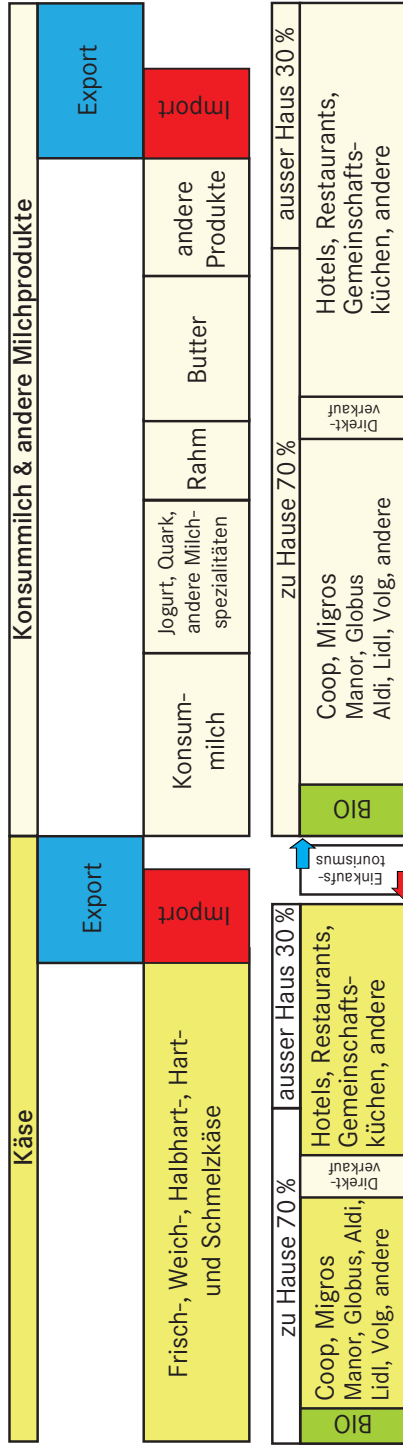 Käse
Konsummilch & andere Milchprodukte
Export
Export
Frisch-, Weich-, Halbhart-, Hart-
und Schmelzkäse
Import
Konsum-
milch
Jogurt, Quark,
andere Milch-
spezialitäten
Rahm
Butter
andere
Produkte
Import
zu Hause 70 %
ausser Haus 30 %
zu Hause 70 %
ausser Haus 30 %
BIO
Coop, Migros
Manor, Globus, Aldi,
Lidl, Volg, andere
Direkt-
verkauf
Hotels, Restaurants,
Gemeinschafts-
küchen, andere
Einkaufs-
tourismus
BIO
Coop, Migros
Manor, Globus
Aldi, Lidl, Volg, andere
Direkt-
verkauf
Hotels, Restaurants,
Gemeinschafts-
küchen, andere